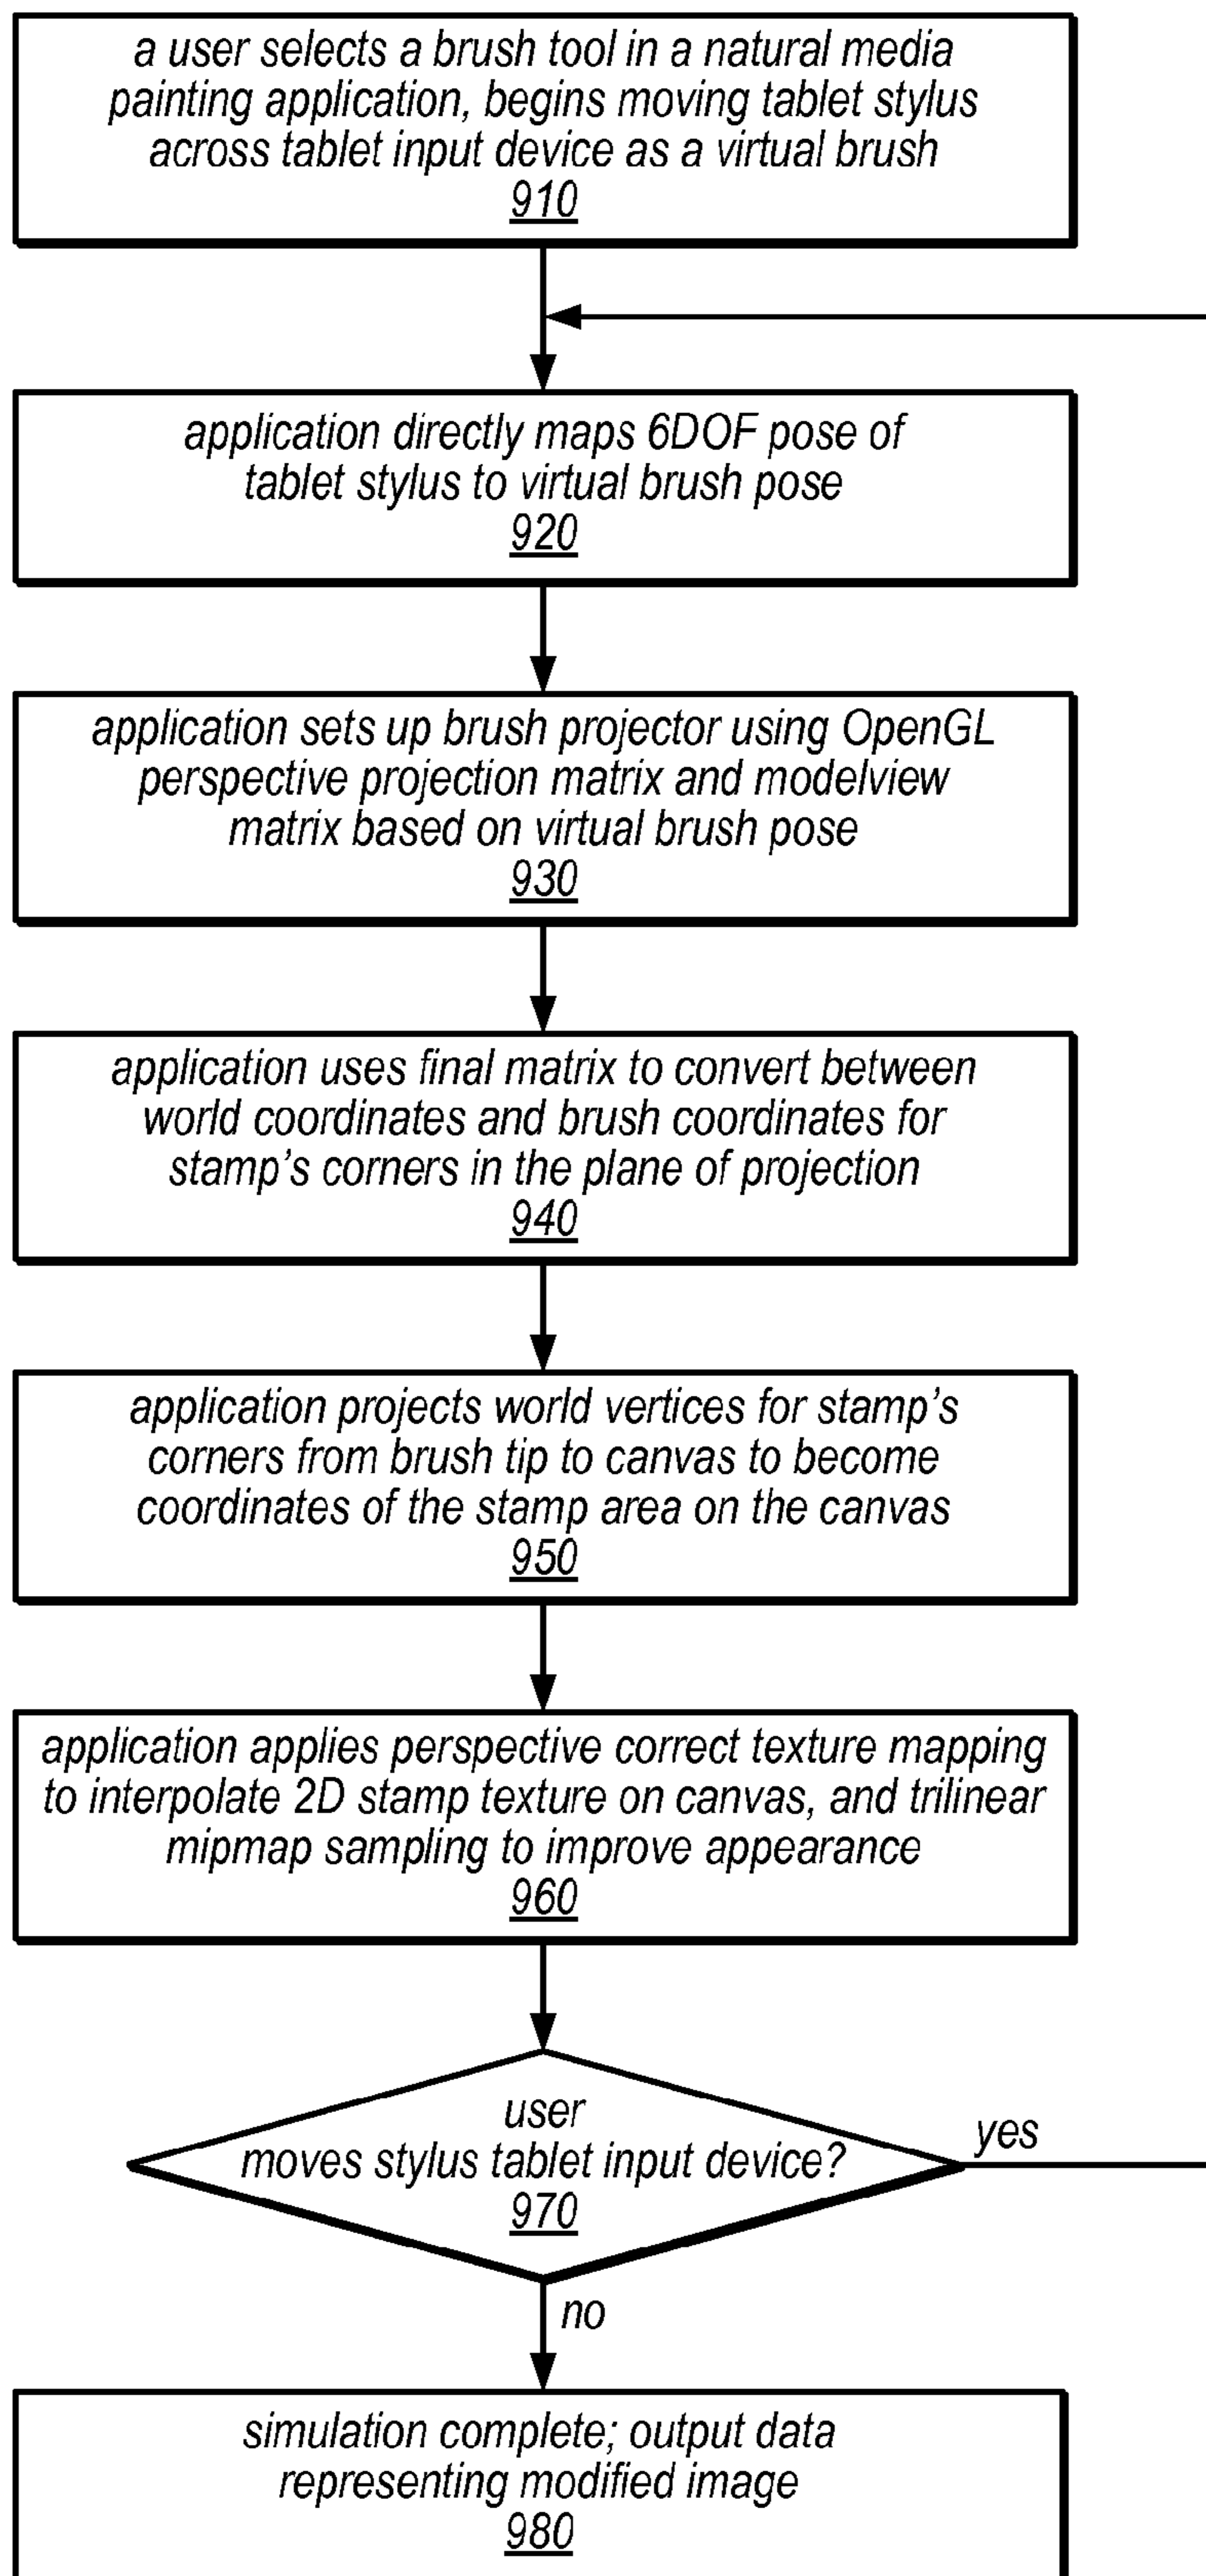 a user selects a brush tool in a natural media
painting application, begins moving tablet stylus
across tablet input device as a virtual brush
910
application directly maps 6DOF pose of
tablet stylus to virtual brush pose
920
application sets up brush projector using OpenGL
perspective projection matrix and modelview
matrix based on virtual brush pose
930
application uses final matrix to convert between
world coordinates and brush coordinates for
stamp's corners in the plane of projection
940
application projects world vertices for stamp's
corners from brush tip to canvas to become
coordinates of the stamp area on the canvas
950
application applies perspective correct texture mapping
to interpolate 2D stamp texture on canvas, and trilinear
mipmap sampling to improve appearance
960
user
moves stylus tablet input device?
970
yes
no
simulation complete; output data
representing modified image
980